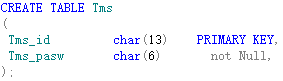 CREATE TABLE Tms
(
Tms_id char(13) PRIMARY KEY,
Tms_pasw char(6) not Null,
);